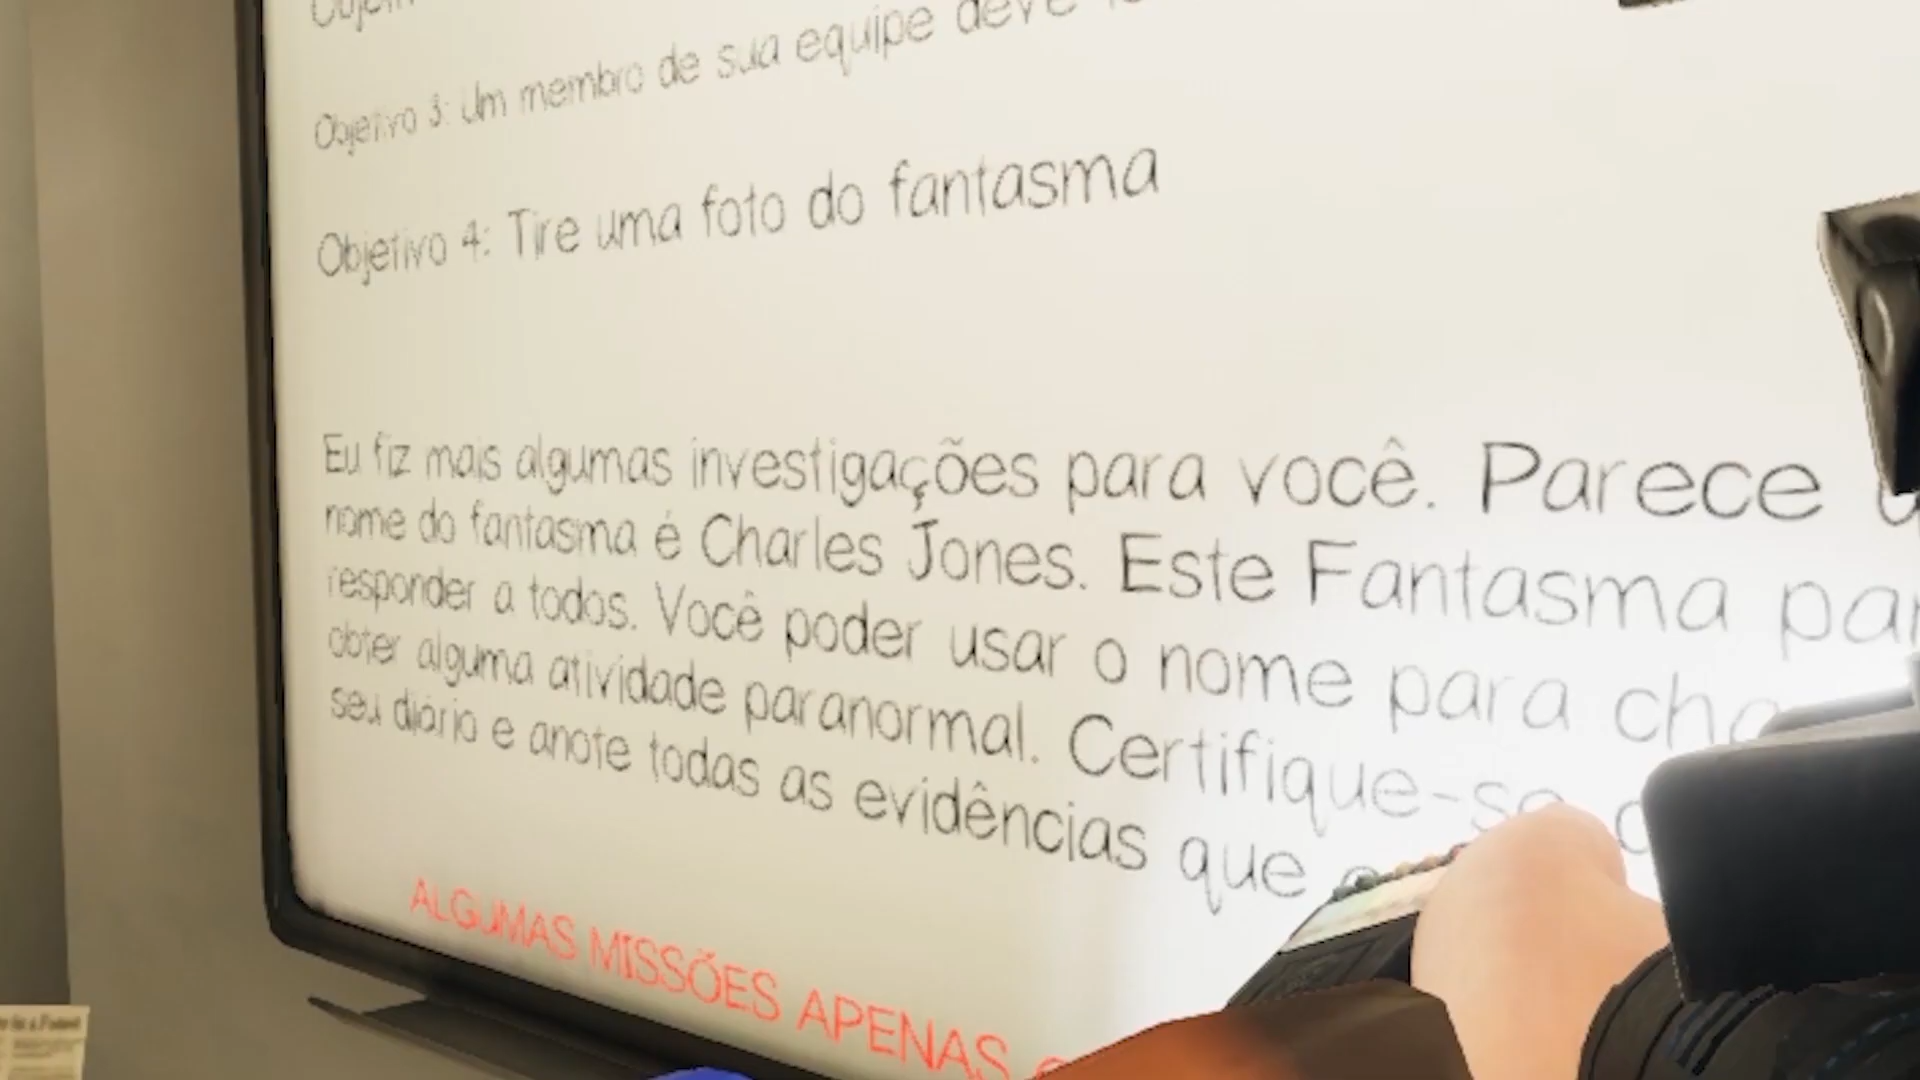 Objetivo 3: Um membro de sua equipe deve
Objetivo 4: Tire uma foto do fantasma
Eu fiz mais algumas investigações para você. Parece
nome do fantasma é Charles Jones. Este Fantasma
responder a todos. Você poder usar o nome para
obter alguma atividade paranormal. Certifique-se
seu diário e anote todas as evidências que
ALGUMAS MISSÕES APENAS